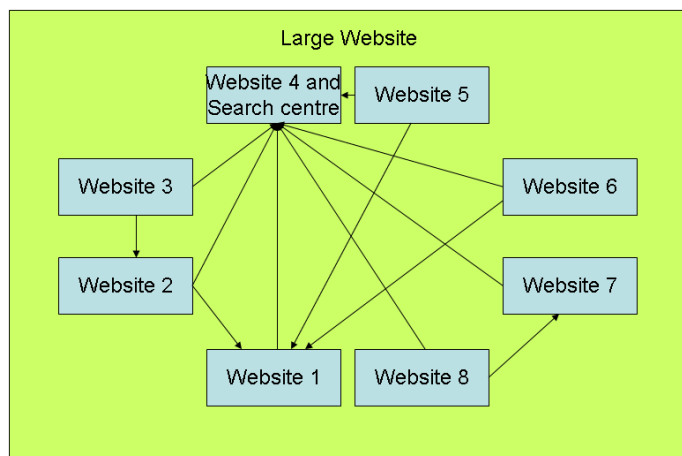 Large Website
Website 4 and
Search centre
Website 5
Website 3
Website 6
Website 2
Website 7
Website 1
Website 8